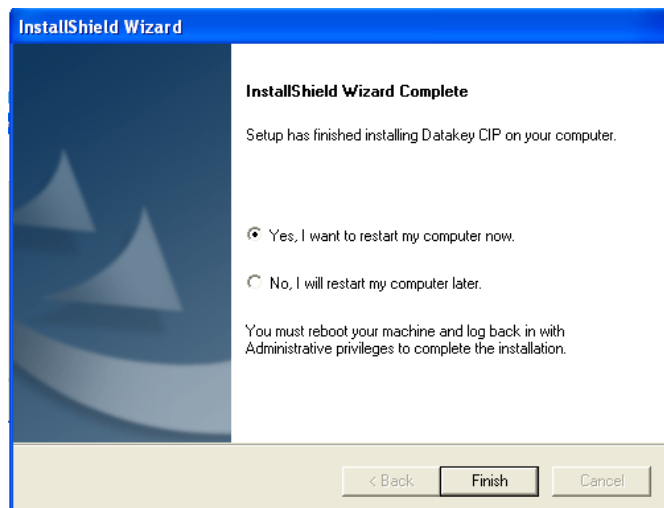 InstallShield Wizard
InstallShield Wizard Complete
Setup has finished installing Datakey CIP on your computer.
Yes, I want to restart my computer now.
No, I will restart my computer later.
You must reboot your machine and log back in with
Administrative privileges to complete the installation.
< Back
Finish
Cancel